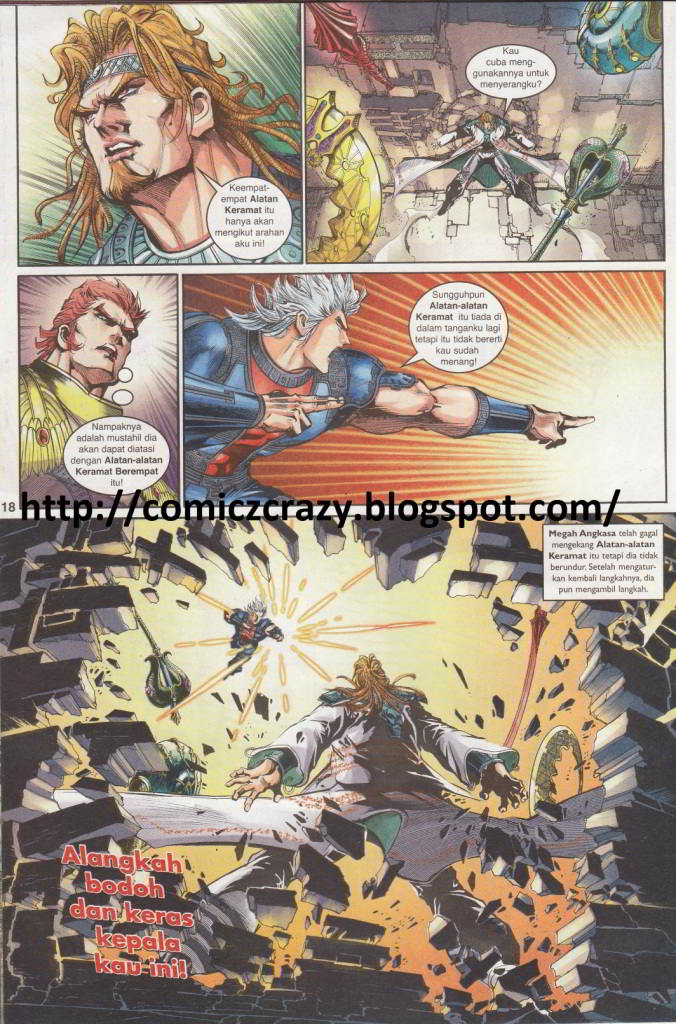 Keempat-
empat Alatan
Keramat itu
hanya akan
mengikut arahan
aku ini!
Kau
cuba meng-
gunakannya untuk
menyerangku?
Nampaknya
adalah mustahil dia
akan dapat diatasi
dengan Alatan-alatan
Keramat Berempat
itu!
Sungguhpun
Alatan-alatan
Keramat itu tiada di
dalam tanganku lagi
tetapi itu tidak bererti
kau sudah
menang!
18
http://comiczcrazy.blogspot.com/
Megah Angkasa telah gagal
mengekang Alatan-alatan
Keramat itu tetapi dia tidak
berundur. Setelah mengatur-
kan kembali langkahnya, dia
pun mengambil langkah.
Alangkah
bodoh
dan keras
kepala
kau ini!